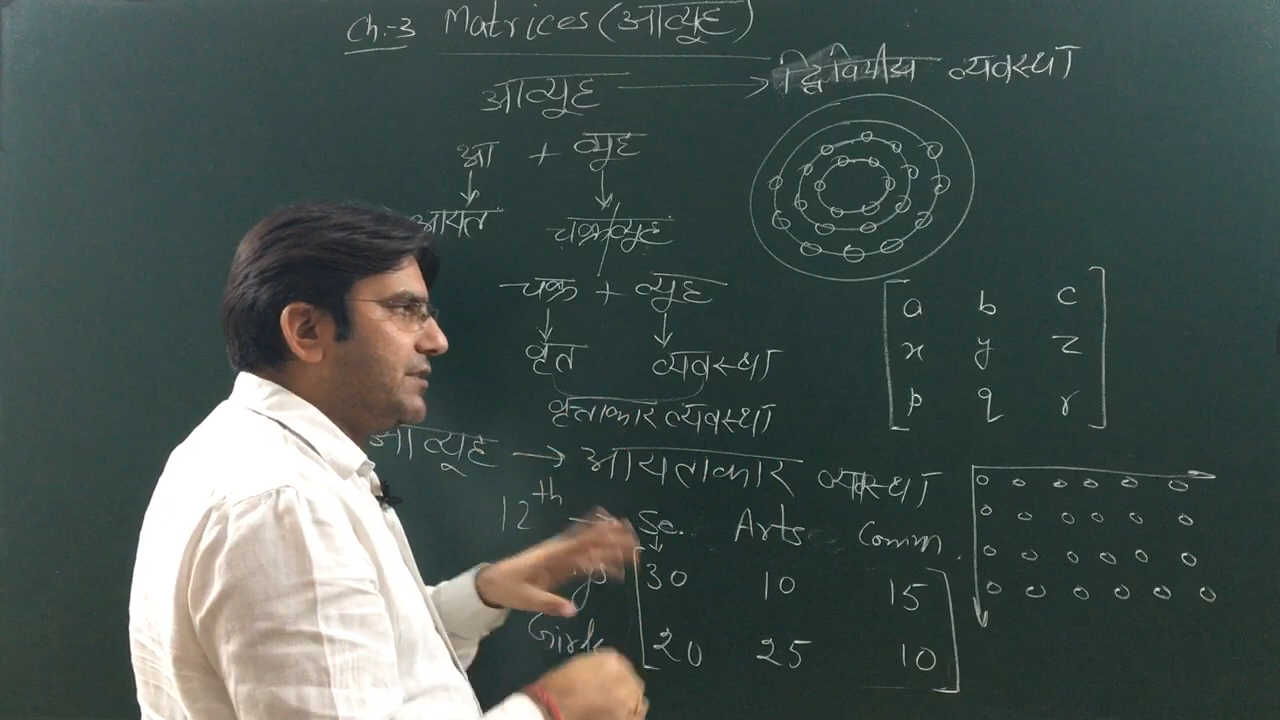 Ch.-3 Matrices (आव्यूह)
आव्यूह → द्विविमीय व्यवस्था
आ + व्यूह
आयत चक्रव्यूह
चक्र + व्यूह
वृत व्यवस्था
वृत्ताकार व्यवस्था
a b c
x y z
p q r
आव्यूह → आयताकार व्यवस्था
12th → Sc. Arts Comm.
30 10 15
Girls 20 25 10